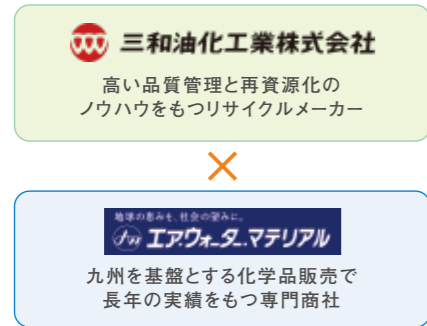 三和油化工業株式会社
高い品質管理と再資源化の
ノウハウをもつリサイクルメーカー
×
地球の恵みを、社会の望みに。
エア・ウォーター・マテリアル
九州を基盤とする化学品販売で
長年の実績をもつ専門商社